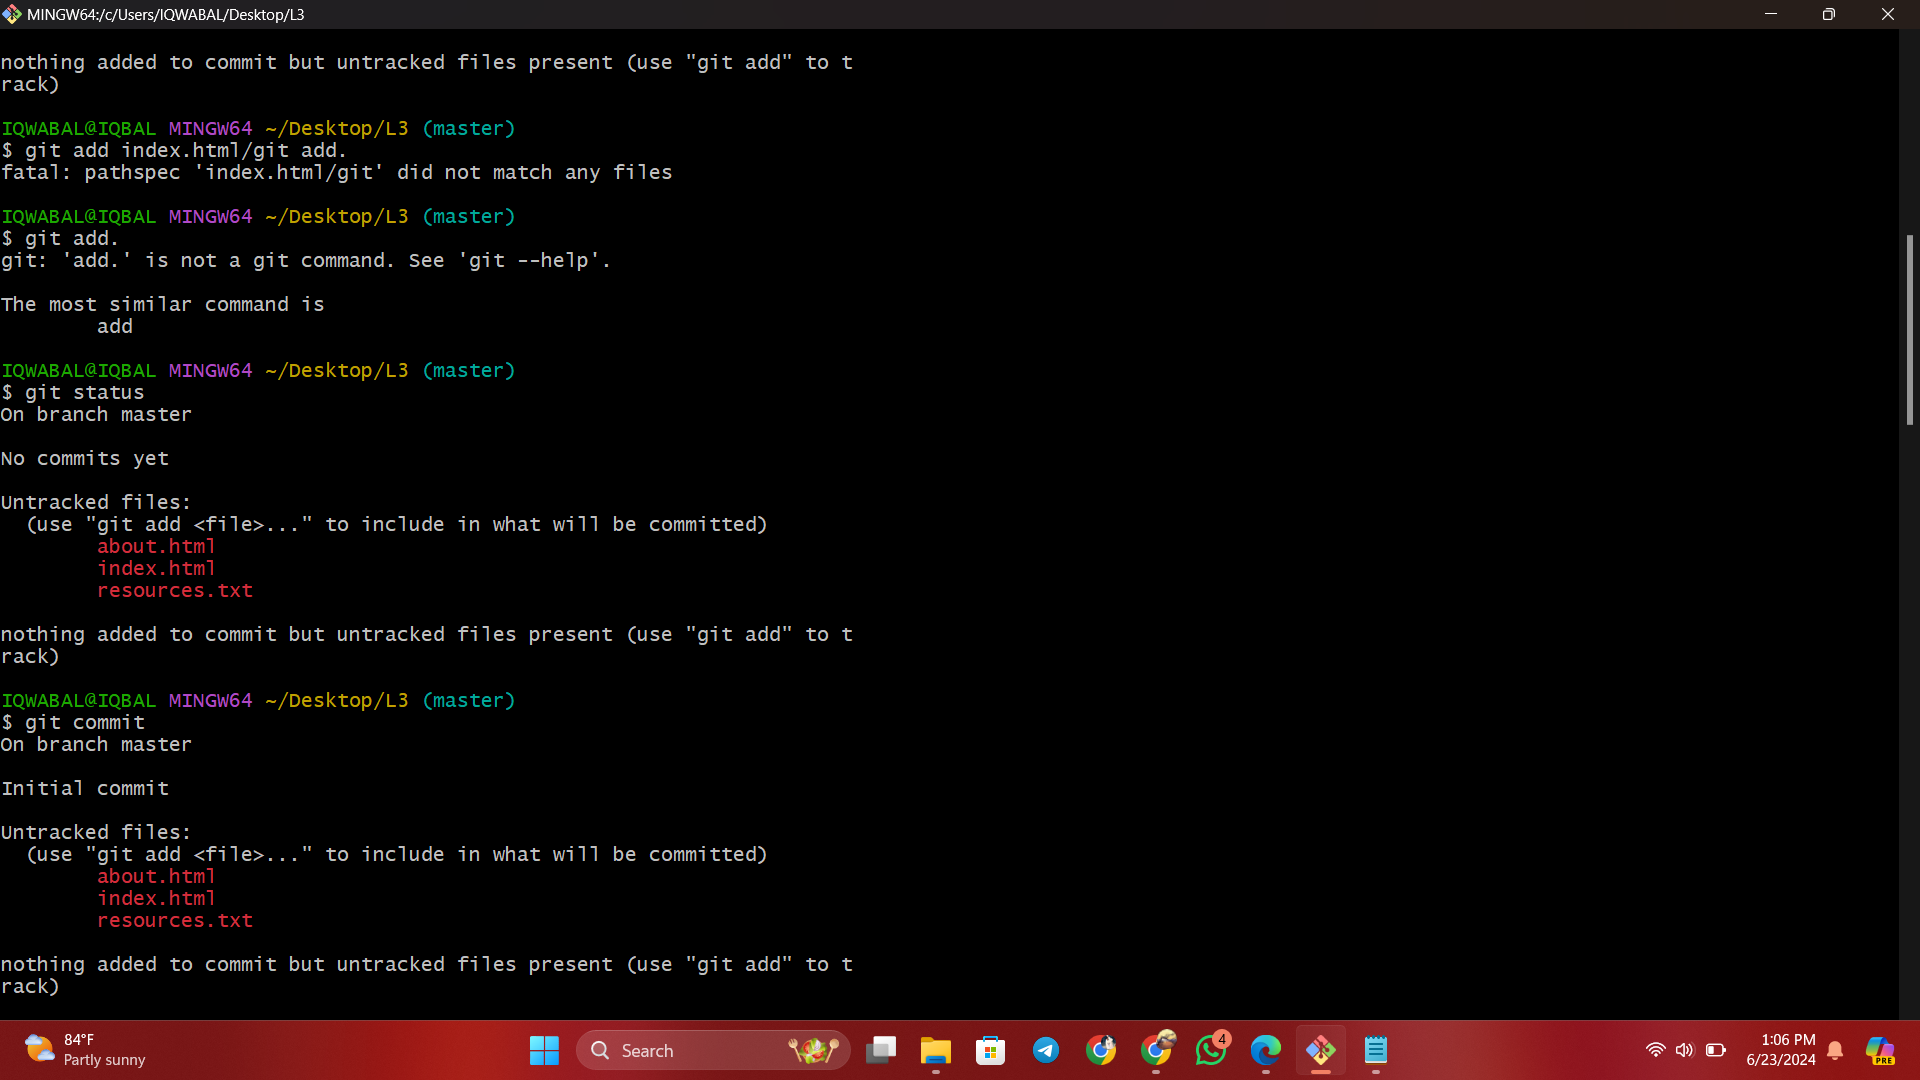 MINGW64:/c/Users/IQWABAL/Desktop/L3
nothing added to commit but untracked files present (use "git add" to t
rack)
IQWABAL@IQBAL MINGW64 ~/Desktop/L3 (master)
$ git add index.html/git add.
fatal: pathspec 'index.html/git' did not match any files
IQWABAL@IQBAL MINGW64 ~/Desktop/L3 (master)
$ git add.
git: 'add.' is not a git command. See 'git --help'.
The most similar command is
add
IQWABAL@IQBAL MINGW64 ~/Desktop/L3 (master)
$ git status
On branch master
No commits yet
Untracked files:
(use "git add <file>..." to include in what will be committed)
about.html
index.html
resources.txt
nothing added to commit but untracked files present (use "git add" to t
rack)
IQWABAL@IQBAL MINGW64 ~/Desktop/L3 (master)
$ git commit
On branch master
Initial commit
Untracked files:
(use "git add <file>..." to include in what will be committed)
about.html
index.html
resources.txt
nothing added to commit but untracked files present (use "git add" to t
rack)
84°F
Partly sunny
Search
4
1:06 PM
6/23/2024
PRE